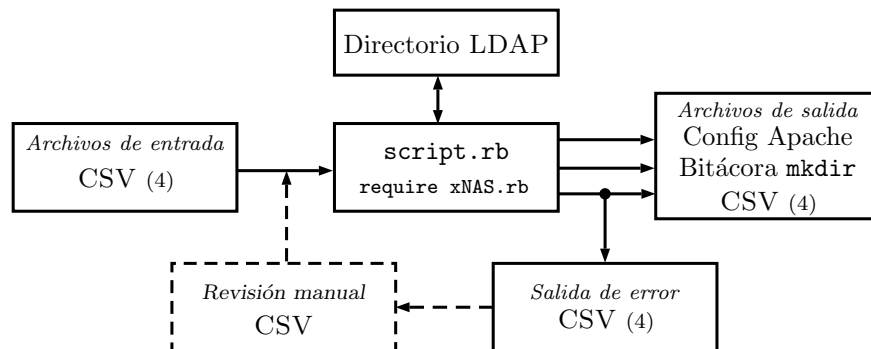 Directorio LDAP
Archivos de entrada
CSV (4)
script.rb
require xNAS.rb
Archivos de salida
Config Apache
Bitácora mkdir
CSV (4)
Revisión manual
CSV
Salida de error
CSV (4)